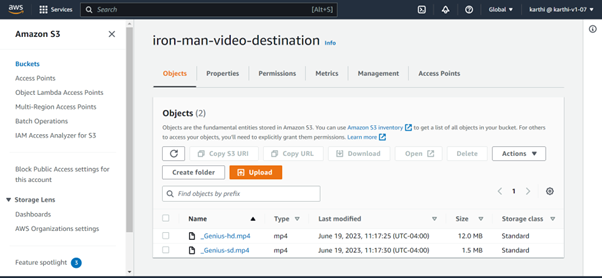 aws
Services
Search
[Alt+S]
Global
karthi @ karthi-v1-07
Amazon S3
Buckets
Access Points
Object Lambda Access Points
Multi-Region Access Points
Batch Operations
IAM Access Analyzer for S3
Block Public Access settings for
this account
Storage Lens
Dashboards
AWS Organizations settings
Feature spotlight 3
iron-man-video-destination Info
Objects Properties Permissions Metrics Management Access Points
Objects (2)
Objects are the fundamental entities stored in Amazon S3. You can use Amazon S3 inventory to get a list of all objects in your bucket. For others
to access your objects, you'll need to explicitly grant them permissions. Learn more
Copy S3 URI Copy URL Download Open Delete Actions
Create folder Upload
Find objects by prefix
1
Name Type Last modified Size Storage class
_Genius-hd.mp4 mp4 June 19, 2023, 11:17:25 (UTC-04:00) 12.0 MB Standard
_Genius-sd.mp4 mp4 June 19, 2023, 11:17:30 (UTC-04:00) 1.5 MB Standard